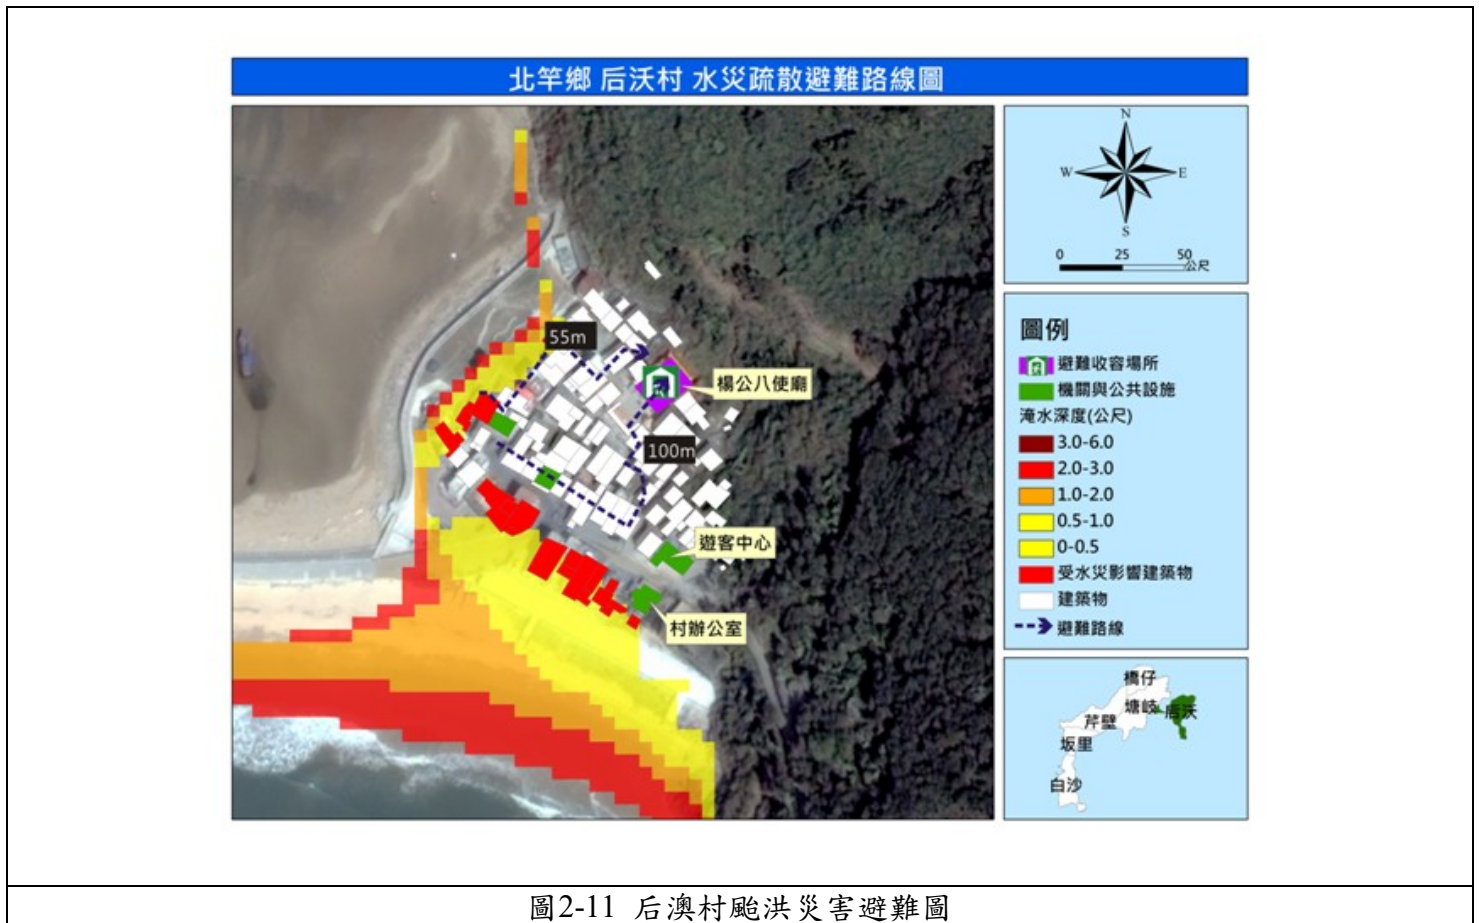 北竿鄉 后沃村 水災疏散避難路線圖
N
W
E
S
0 25 50
公尺
55m
楊公八使廟
100m
遊客中心
村辦公室
圖例
避難收容場所
機關與公共設施
淹水深度(公尺)
3.0-6.0
2.0-3.0
1.0-2.0
0.5-1.0
0-0.5
受水災影響建築物
建築物
避難路線
橋仔
塘岐
后沃
芹壁
坂里
白沙
圖2-11 后澳村颱洪災害避難圖